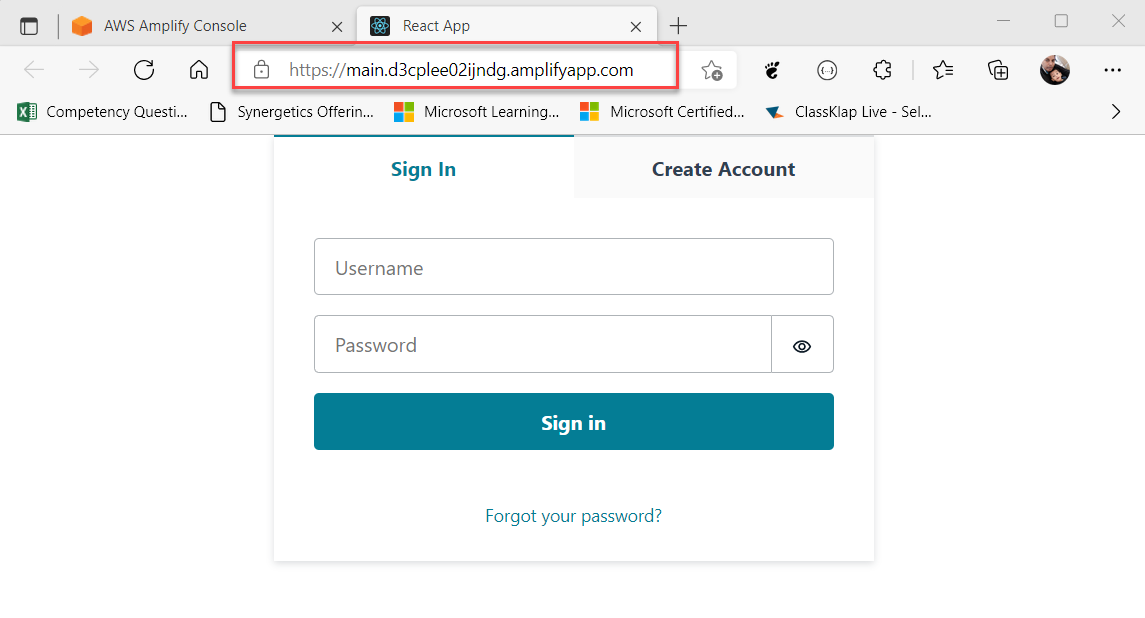 AWS Amplify Console
React App
https://main.d3cplee02ijndg.amplifyapp.com
Competency Questi...
Synergetics Offerin...
Microsoft Learning...
Microsoft Certified...
ClassKlap Live - Sel...
Sign In
Create Account
Username
Password
Sign in
Forgot your password?